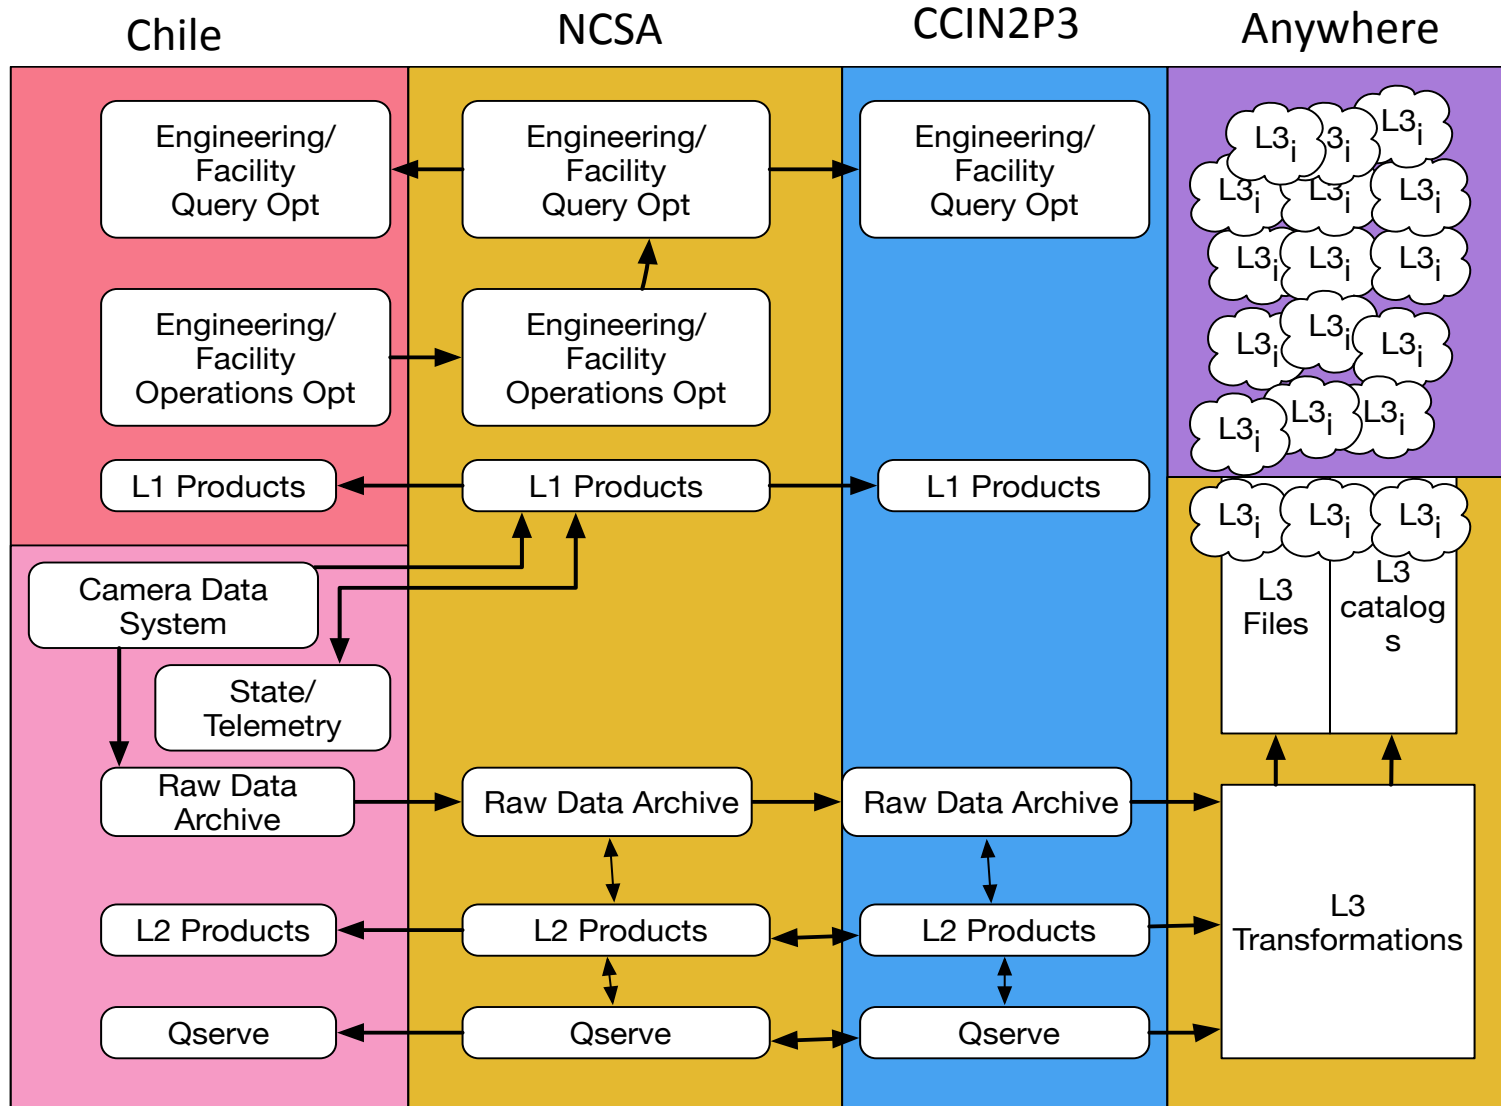 Chile
NCSA
CCIN2P3
Anywhere
Engineering/
Facility
Query Opt
Engineering/
Facility
Query Opt
Engineering/
Facility
Query Opt
L3i
3i
L3i
L3i
L3i
L3i
L3i
L3i
L3i
Engineering/
Facility
Operations Opt
Engineering/
Facility
Operations Opt
L3i
L3i
L3i
L3i
L3i
L3i
L1 Products
L1 Products
L1 Products
L3i
L3i
L3i
Camera Data
System
L3
Files
L3
catalog
s
State/
Telemetry
Raw Data
Archive
Raw Data Archive
Raw Data Archive
L2 Products
L2 Products
L2 Products
L3
Transformations
Qserve
Qserve
Qserve